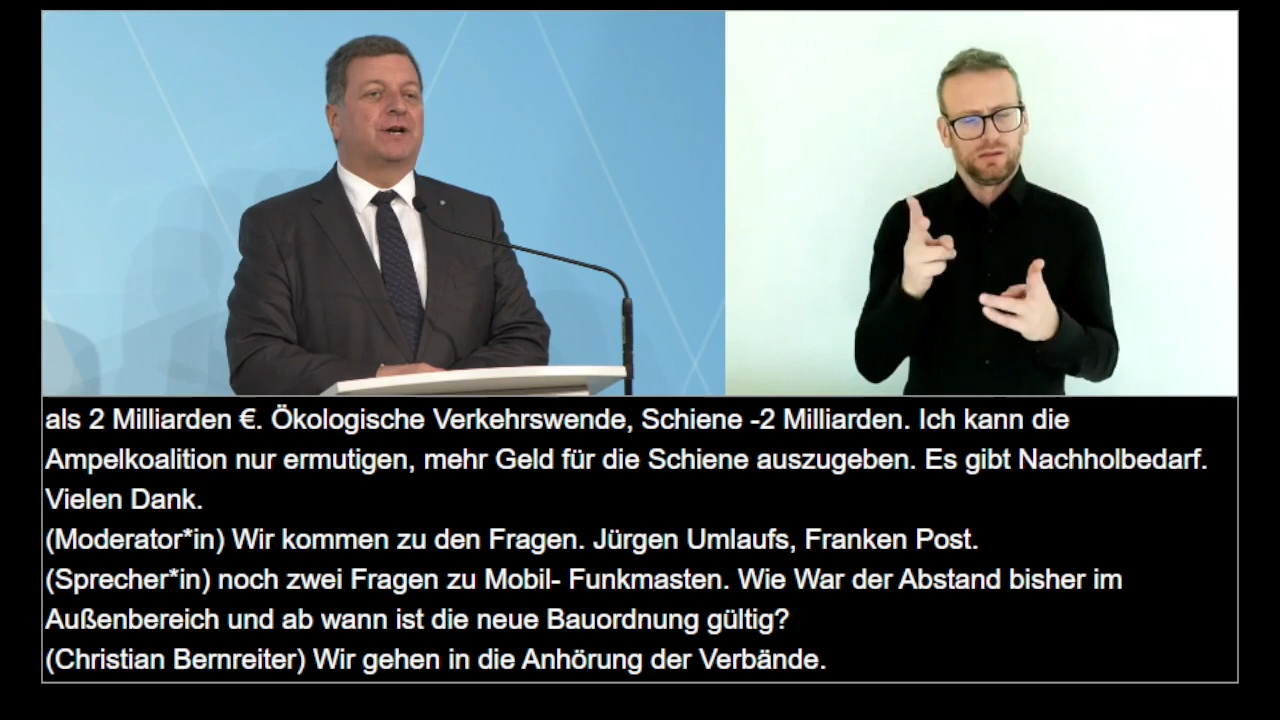 als 2 Milliarden €. Ökologische Verkehrswende, Schiene -2 Milliarden. Ich kann die
Ampelkoalition nur ermutigen, mehr Geld für die Schiene auszugeben. Es gibt Nachholbedarf.
Vielen Dank.
(Moderator*in) Wir kommen zu den Fragen. Jürgen Umlaufs, Franken Post.
(Sprecher*in) noch zwei Fragen zu Mobil- Funkmasten. Wie War der Abstand bisher im
Außenbereich und ab wann ist die neue Bauordnung gültig?
(Christian Bernreiter) Wir gehen in die Anhörung der Verbände.